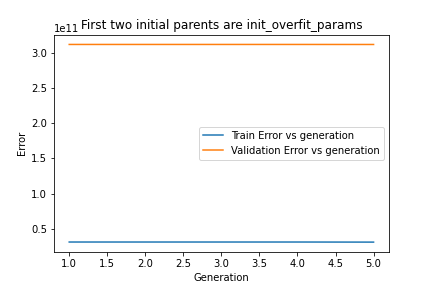 First two initial parents are init_overfit_params
1e11
3.0
2.5
2.0
1.5
1.0
0.5
Error
Train Error vs generation
Validation Error vs generation
1.0 1.5 2.0 2.5 3.0 3.5 4.0 4.5 5.0
Generation